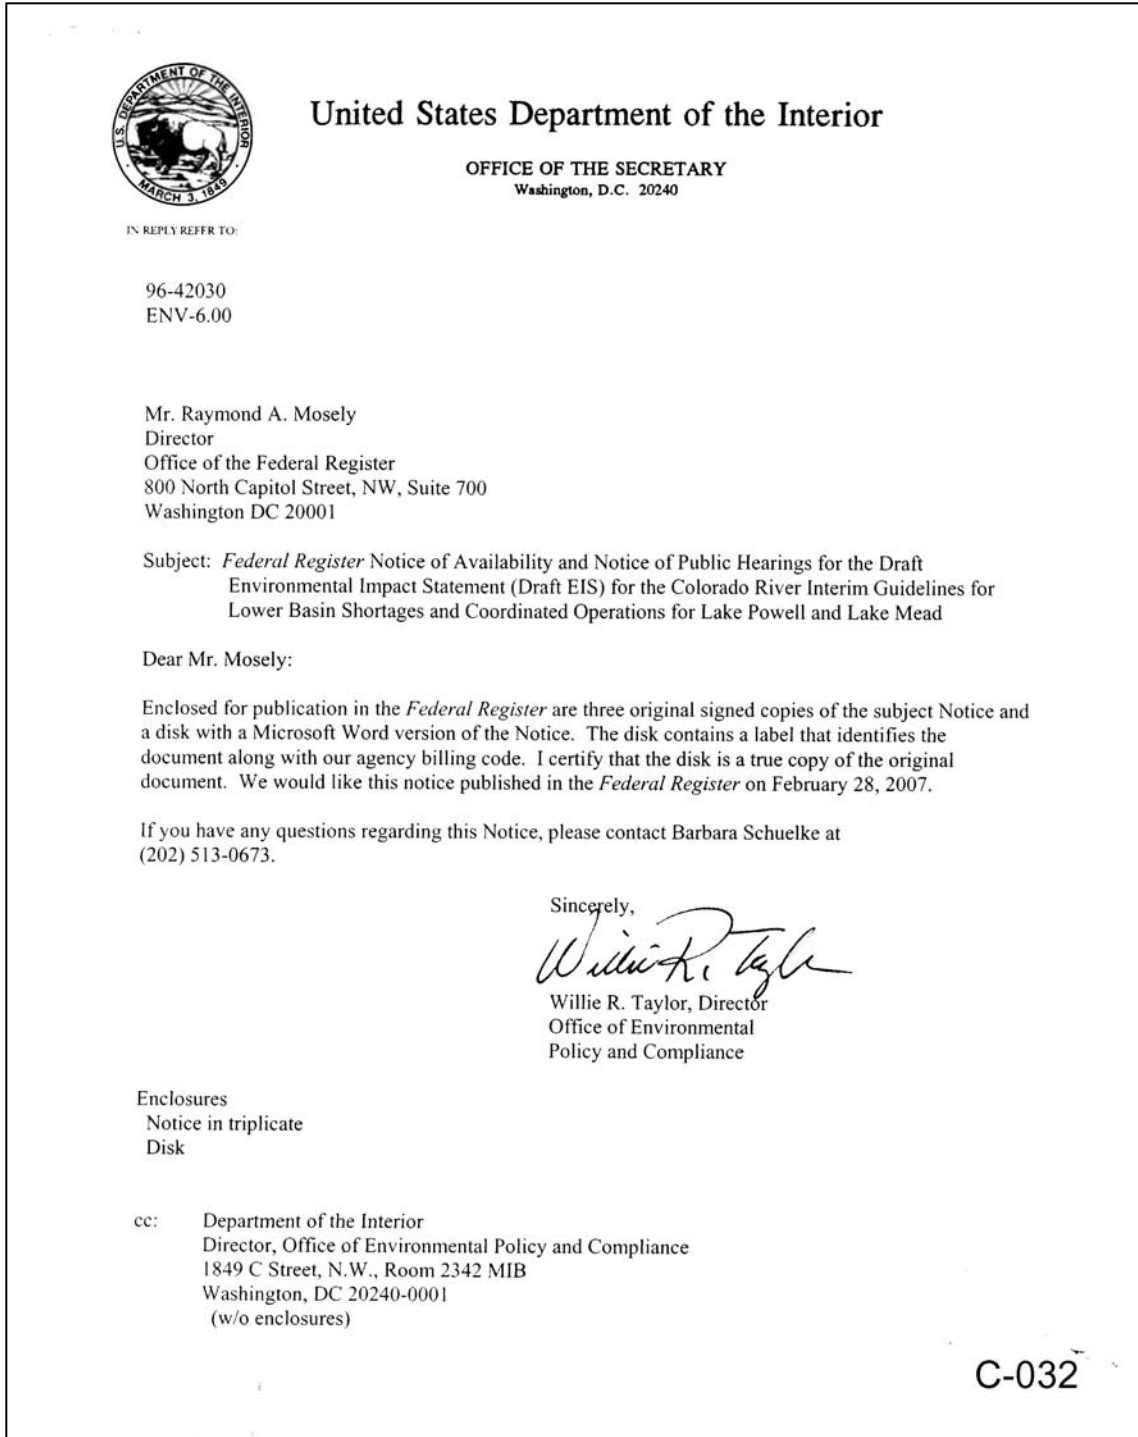 U.S. DEPARTMENT OF THE INTERIOR
MARCH 3, 1849
United States Department of the Interior
OFFICE OF THE SECRETARY
Washington, D.C. 20240
IN REPLY REFER TO:
96-42030
ENV-6.00
Mr. Raymond A. Mosely
Director
Office of the Federal Register
800 North Capitol Street, NW, Suite 700
Washington DC 20001
Subject: Federal Register Notice of Availability and Notice of Public Hearings for the Draft
Environmental Impact Statement (Draft EIS) for the Colorado River Interim Guidelines for
Lower Basin Shortages and Coordinated Operations for Lake Powell and Lake Mead
Dear Mr. Mosely:
Enclosed for publication in the Federal Register are three original signed copies of the subject Notice and
a disk with a Microsoft Word version of the Notice. The disk contains a label that identifies the
document along with our agency billing code. I certify that the disk is a true copy of the original
document. We would like this notice published in the Federal Register on February 28, 2007.
If you have any questions regarding this Notice, please contact Barbara Schuelke at
(202) 513-0673.
Sincerely,
Willie R. Taylor
Willie R. Taylor, Director
Office of Environmental
Policy and Compliance
Enclosures
Notice in triplicate
Disk
cc: Department of the Interior
Director, Office of Environmental Policy and Compliance
1849 C Street, N.W., Room 2342 MIB
Washington, DC 20240-0001
(w/o enclosures)
C-032